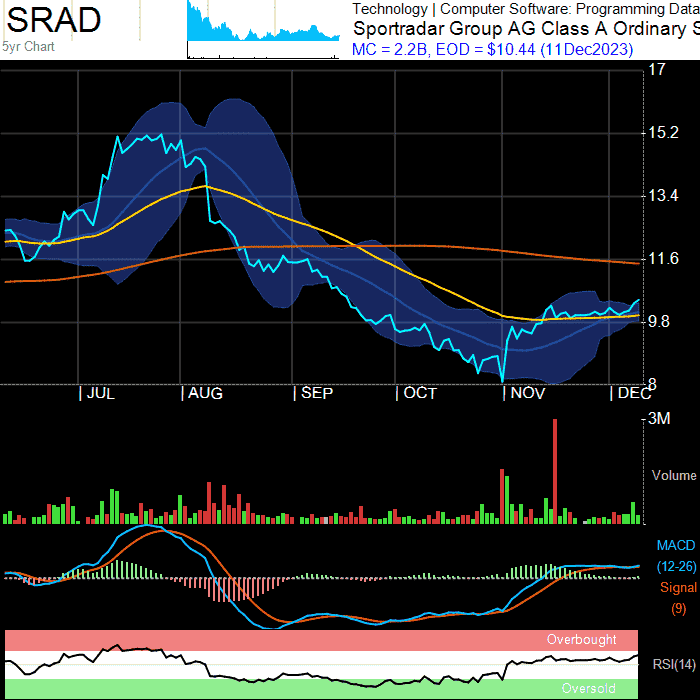 SRAD
5yr Chart
Technology | Computer Software: Programming Data
Sportradar Group AG Class A Ordinary S
MC = 2.2B, EOD = $10.44 (11Dec2023)
17
15.2
13.4
11.6
9.8
8
| JUL | AUG | SEP | OCT | NOV | DEC
3M
Volume
MACD
(12-26)
Signal
(9)
Overbought
RSI(14)
Oversold